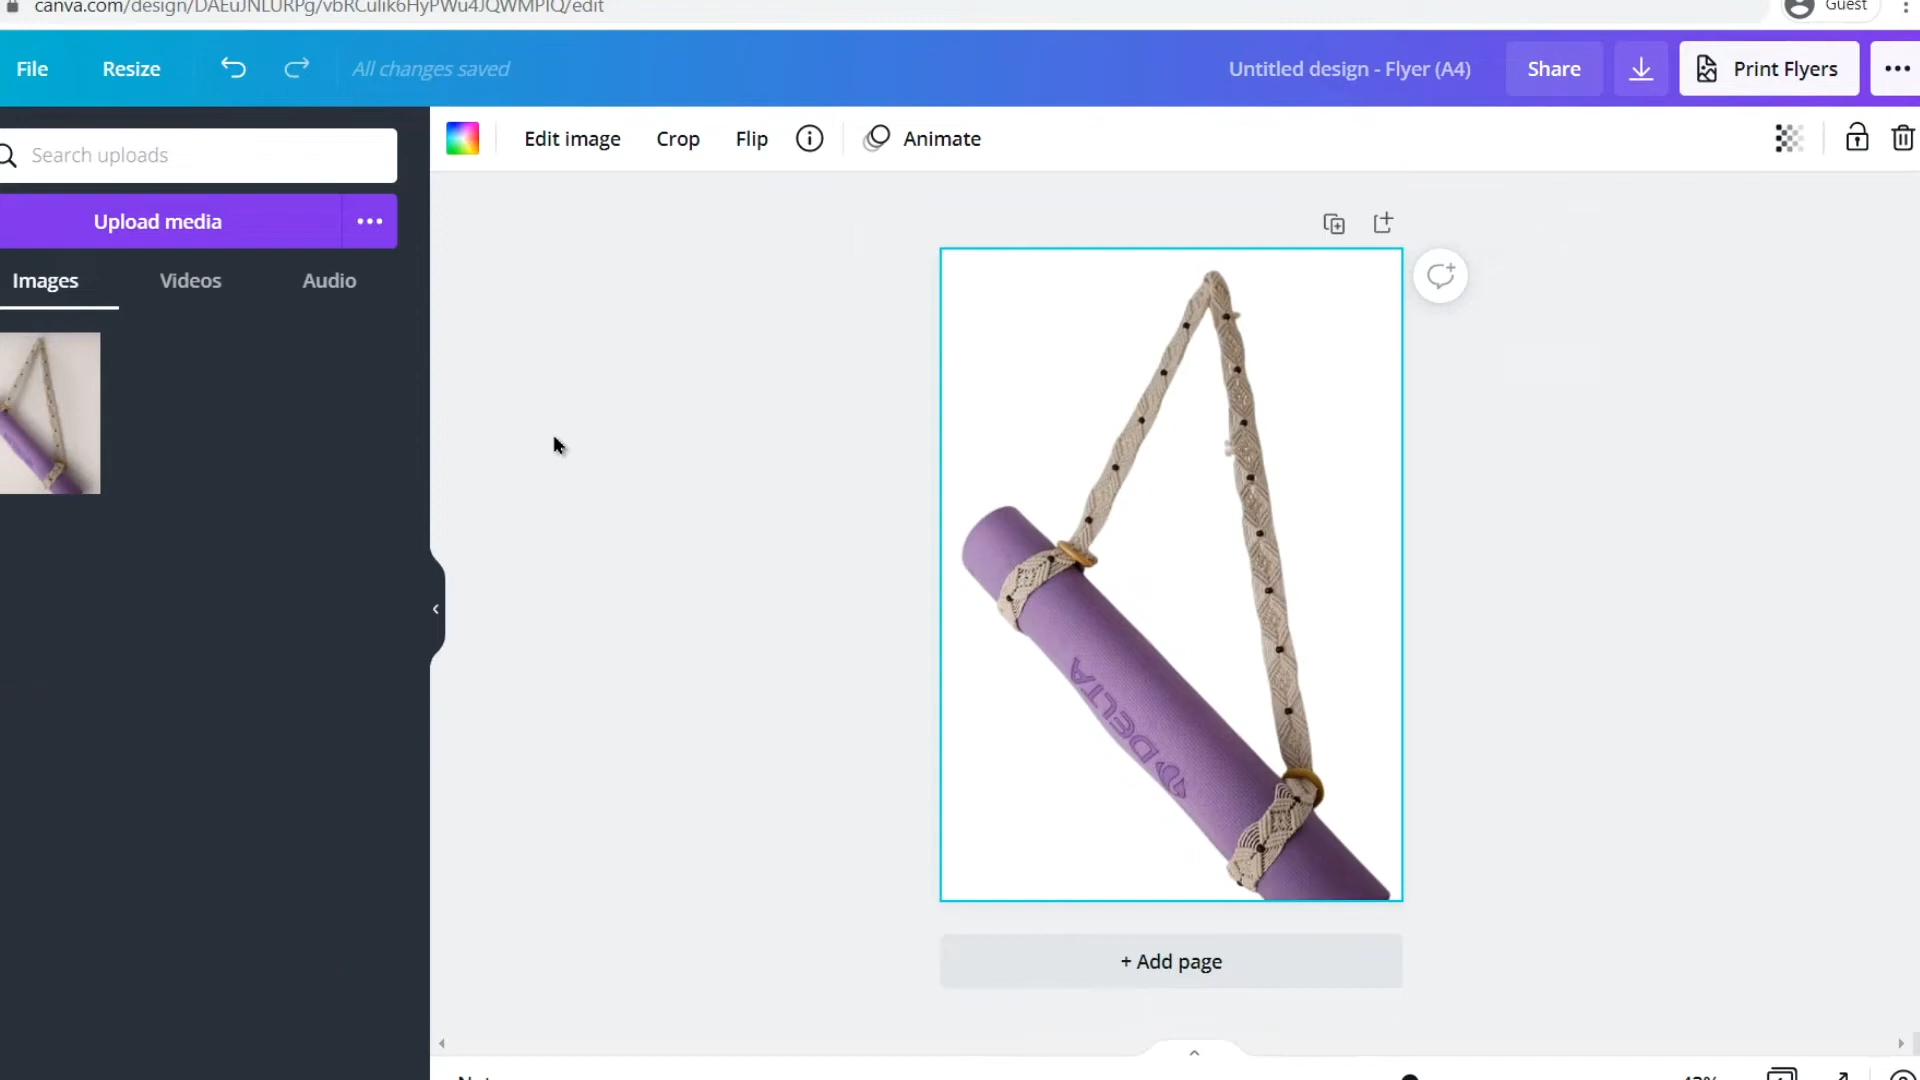 canva.com/design/DAEuJNLURPg/vbRCulik6HyPWu4JQWMPIQ/edit
Guest
File
Resize
All changes saved
Untitled design - Flyer (A4)
Share
Print Flyers
Search uploads
Edit image
Crop
Flip
Animate
Upload media
Images
Videos
Audio
DELTA
+ Add page